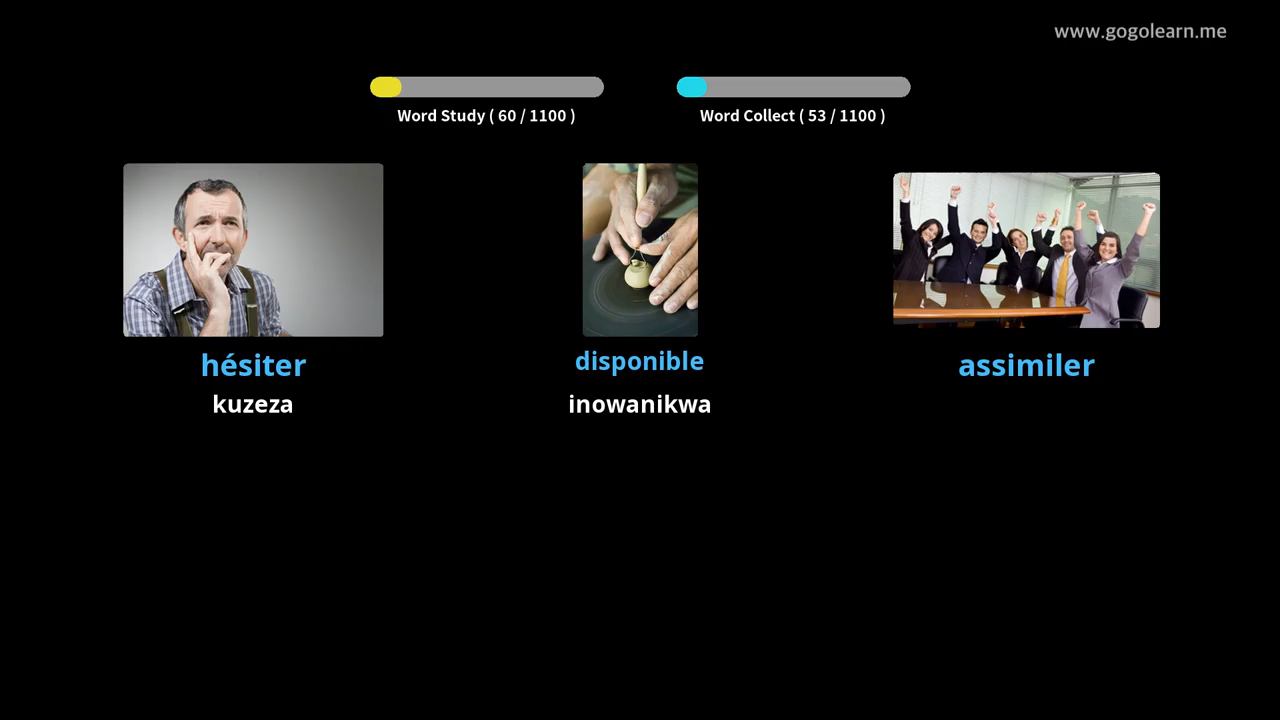 www.gogolearn.me
Word Study ( 60 / 1100 )
Word Collect ( 53 / 1100 )
hésiter
disponible
assimiler
kuzeza
inowanikwa